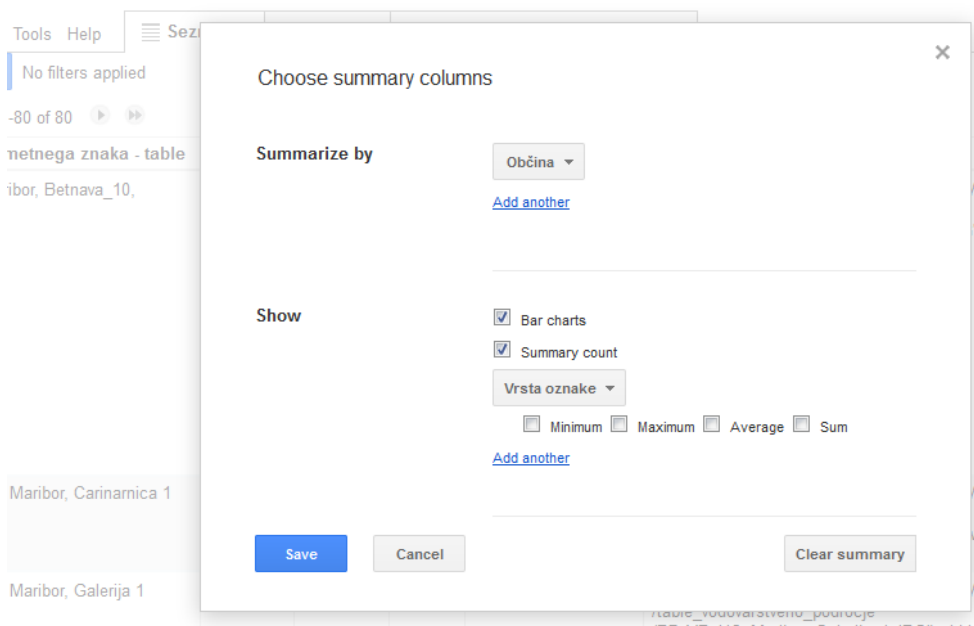 Tools Help
No filters applied
-80 of 80
metnega znaka - table
ibor, Betnava_10,
Maribor, Carinarnica 1
Maribor, Galerija 1
Choose summary columns
Summarize by
Občina
Add another
Show
Bar charts
Summary count
Vrsta oznake
Minimum Maximum Average Sum
Add another
Save Cancel Clear summary
/table_vodovarstveno_podrocje